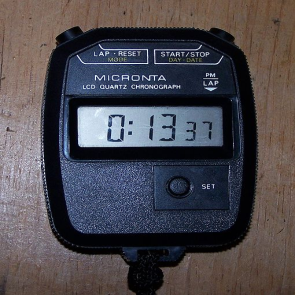 LAP · RESET
MODE
START/STOP
DAY · DATE
MICRONTA
LCD QUARTZ CHRONOGRAPH
PM
LAP
0:13 37
SET